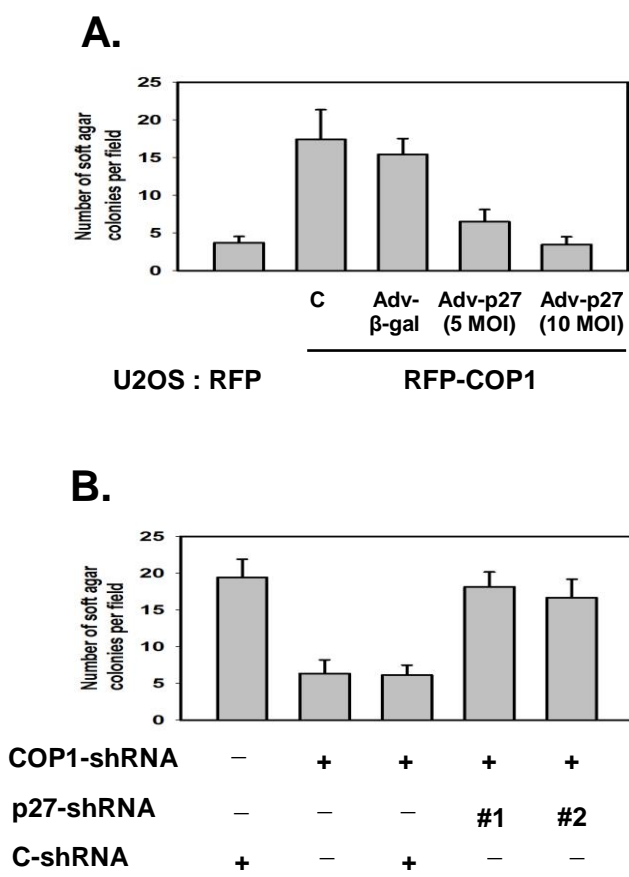 A.
Number of soft agar
colonies per field
25
20
15
10
5
0
C
Adv-
β-gal
Adv-p27
(5 MOI)
Adv-p27
(10 MOI)
U2OS : RFP
RFP-COP1
B.
Number of soft agar
colonies per field
25
20
15
10
5
0
COP1-shRNA – + + + +
p27-shRNA – – – #1 #2
C-shRNA + – + – –